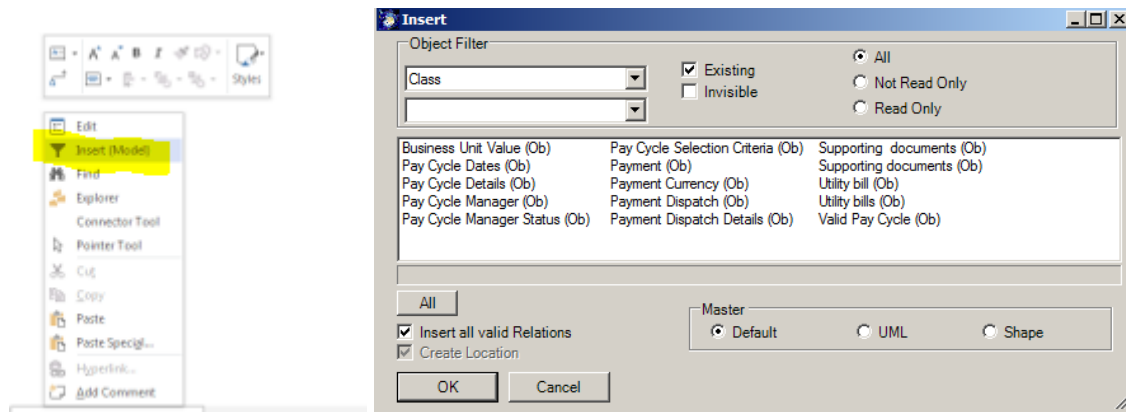 Styles
Edit
Insert (Model)
Find
Explorer
Connector Tool
Pointer Tool
Cut
Copy
Paste
Paste Special...
Hyperlink...
Add Comment
Insert
Object Filter
Class
Existing
Invisible
All
Not Read Only
Read Only
Business Unit Value (Ob) Pay Cycle Selection Criteria (Ob) Supporting documents (Ob)
Pay Cycle Dates (Ob) Payment (Ob) Supporting documents (Ob)
Pay Cycle Details (Ob) Payment Currency (Ob) Utility bill (Ob)
Pay Cycle Manager (Ob) Payment Dispatch (Ob) Utility bills (Ob)
Pay Cycle Manager Status (Ob) Payment Dispatch Details (Ob) Valid Pay Cycle (Ob)
All
Insert all valid Relations
Create Location
Master
Default UML Shape
OK Cancel